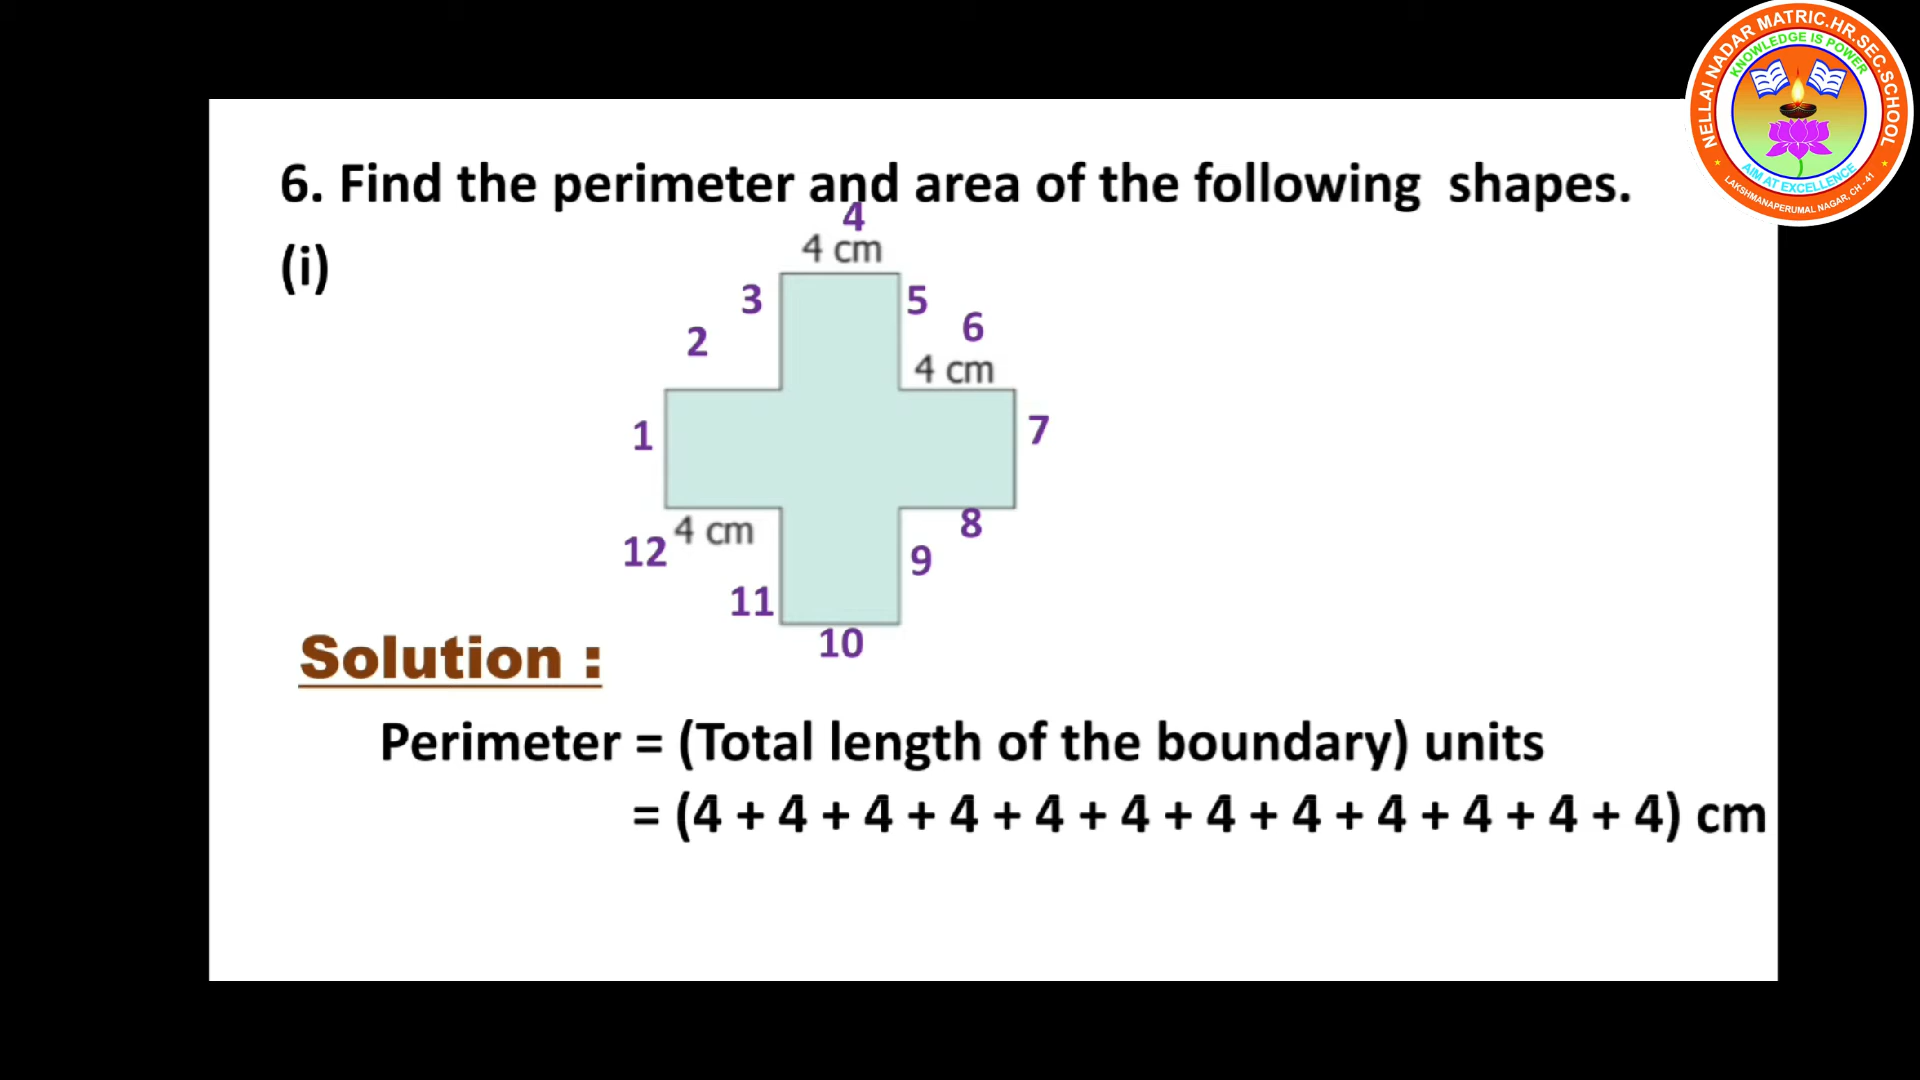 NELLAI NADAR MATRIC.HR.SEC.SCHOOL
KNOWLEDGE IS POWER
AIM AT EXCELLENCE
LAKSHMANAPERUMAL NAGAR, CH - 41
6. Find the perimeter and area of the following shapes.
(i)
4
4 cm
3
5
2
6
4 cm
1
7
4 cm
8
12
9
11
10
Solution :
Perimeter = (Total length of the boundary) units
= (4 + 4 + 4 + 4 + 4 + 4 + 4 + 4 + 4 + 4 + 4 + 4) cm